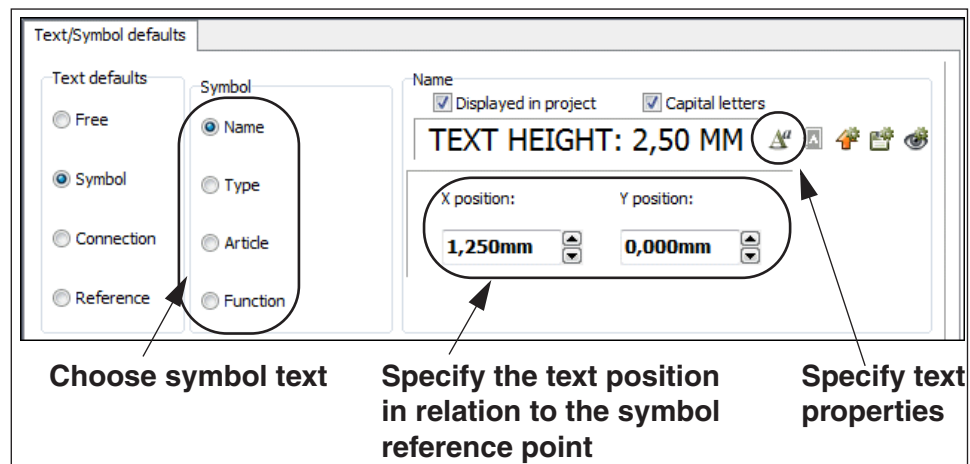 Text/Symbol defaults
Text defaults
Free
Symbol
Connection
Reference
Symbol
Name
Type
Article
Function
Name
Displayed in project Capital letters
TEXT HEIGHT: 2,50 MM
X position: Y position:
1,250mm 0,000mm
Choose symbol text
Specify the text position
in relation to the symbol
reference point
Specify text
properties